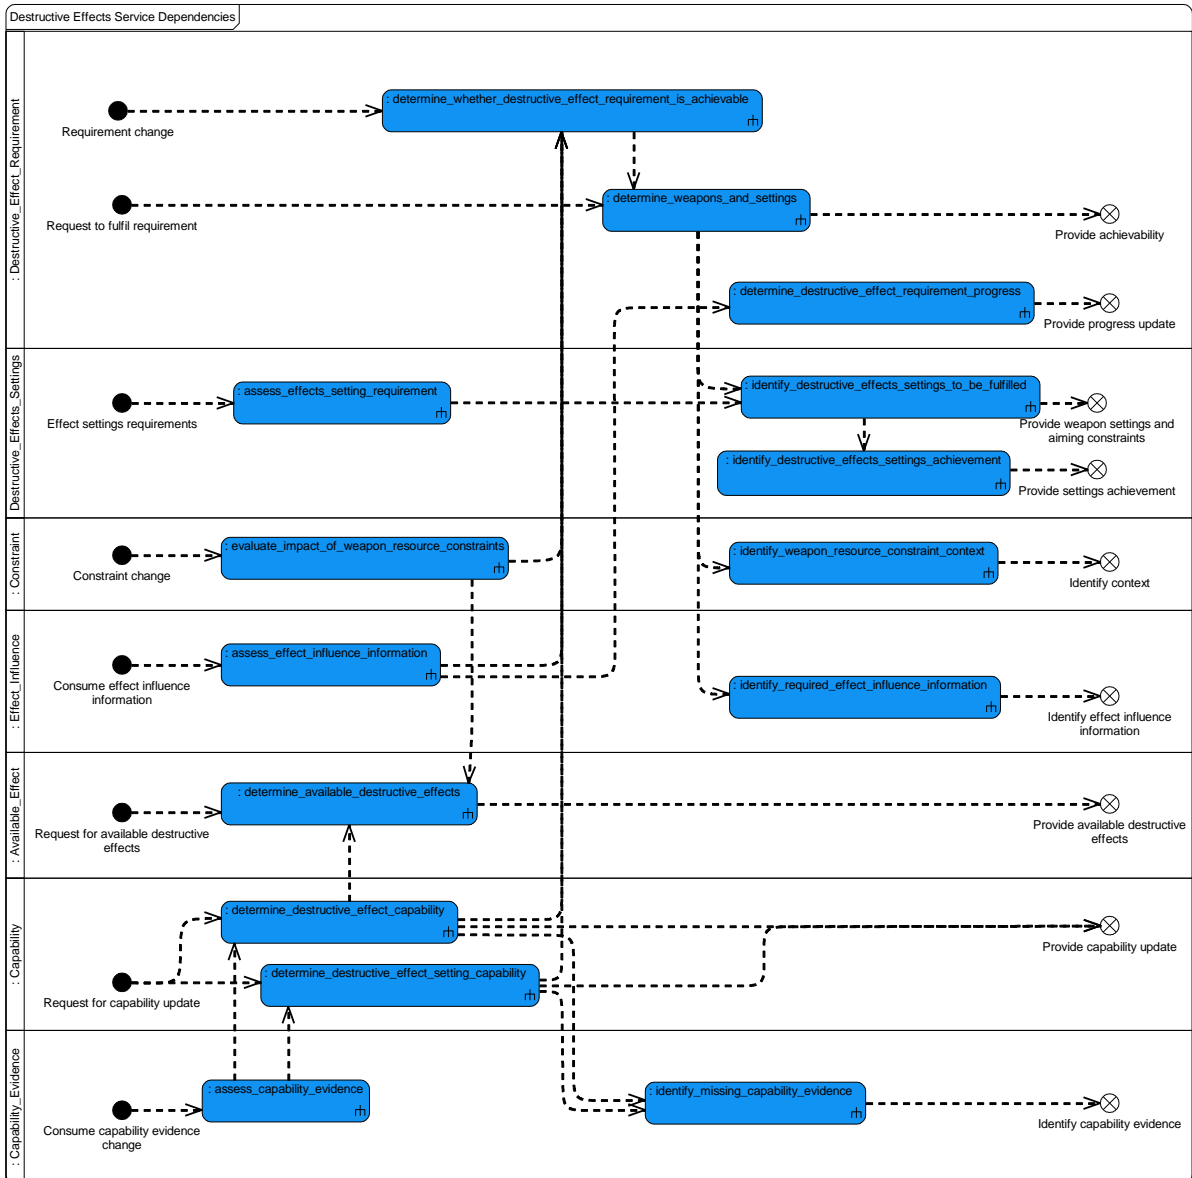 Destructive Effects Service Dependencies
: Destructive_Effect_Requirement
: determine_whether_destructive_effect_requirement_is_achievable
Requirement change
: determine_weapons_and_settings
Request to fulfil requirement
Provide achievability
: determine_destructive_effect_requirement_progress
Provide progress update
Destructive_Effects_Settings
: assess_effects_setting_requirement
: identify_destructive_effects_settings_to_be_fulfilled
Effect settings requirements
Provide weapon settings and
aiming constraints
: identify_destructive_effects_settings_achievement
Provide settings achievement
: Constraint
: evaluate_impact_of_weapon_resource_constraints
: identify_weapon_resource_constraint_context
Constraint change
Identify context
: Effect_Influence
: assess_effect_influence_information
Consume effect influence
information
: identify_required_effect_influence_information
Identify effect influence
information
: Available_Effect
: determine_available_destructive_effects
Request for available destructive
effects
Provide available destructive
effects
: Capability
: determine_destructive_effect_capability
Provide capability update
: determine_destructive_effect_setting_capability
Request for capability update
: Capability_Evidence
: assess_capability_evidence
: identify_missing_capability_evidence
Consume capability evidence
change
Identify capability evidence